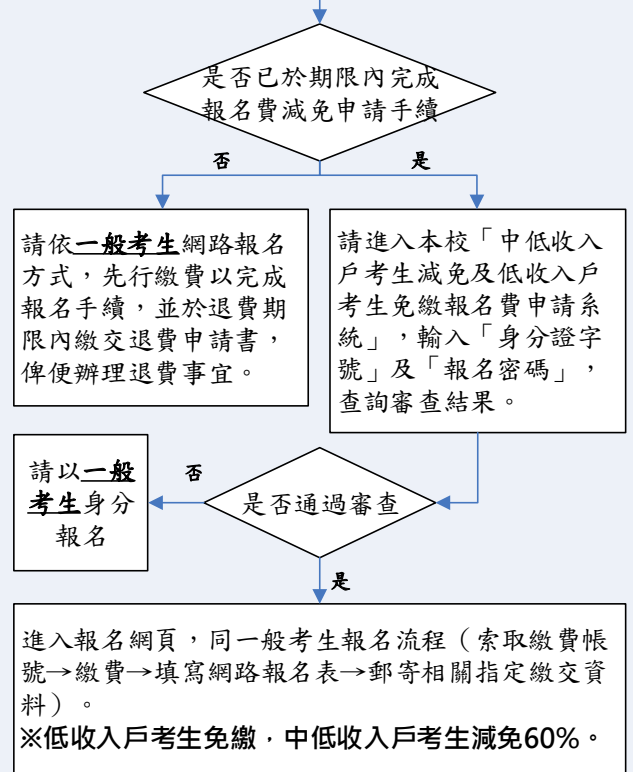 是否已於期限內完成
報名費減免申請手續
否
是
請依一般考生網路報名
方式，先行繳費以完成
報名手續，並於退費期
限內繳交退費申請書，
俾便辦理退費事宜。
請進入本校「中低收入
戶考生減免及低收入戶
考生免繳報名費申請系
統」，輸入「身分證字
號」及「報名密碼」，
查詢審查結果。
請以一般
考生身分
報名
否
是否通過審查
是
進入報名網頁，同一般考生報名流程（索取繳費帳
號→繳費→填寫網路報名表→郵寄相關指定繳交資
料）。
※低收入戶考生免繳，中低收入戶考生減免60%。